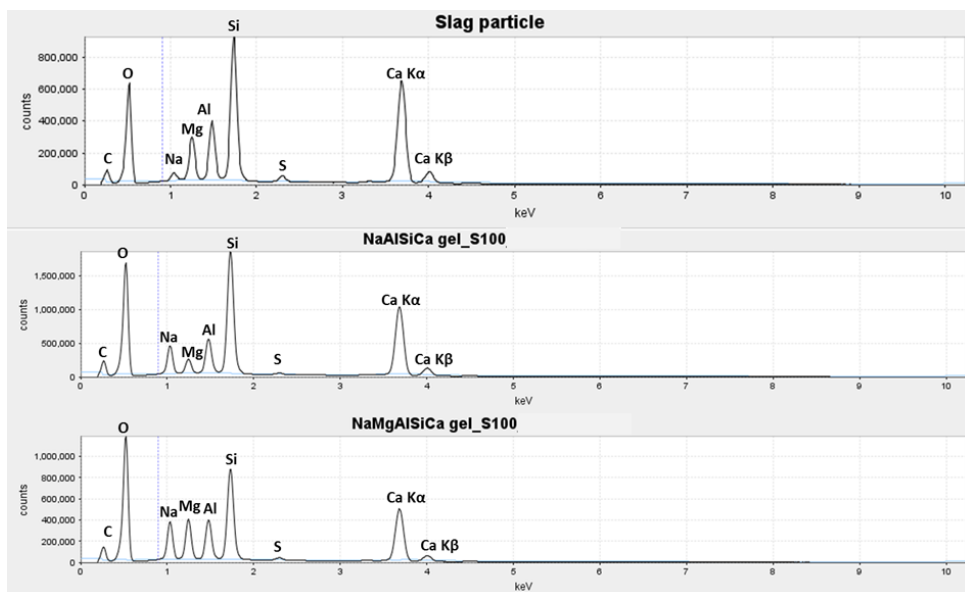 Slag particle
Si
800,000
O
Ca Kα
600,000
Al
400,000
Mg
200,000
C
Na
S
Ca Kβ
0
counts
0 1 2 3 4 5 6 7 8 9 10
keV
NaAlSiCa gel_S100
Si
O
1,500,000
Ca Kα
1,000,000
Na
Al
500,000
Mg
C
S
Ca Kβ
0
counts
0 1 2 3 4 5 6 7 8 9 10
keV
NaMgAlSiCa gel_S100
O
1,000,000
Si
800,000
600,000
Ca Kα
Na Mg Al
400,000
C
200,000
S
Ca Kβ
0
counts
0 1 2 3 4 5 6 7 8 9 10
keV